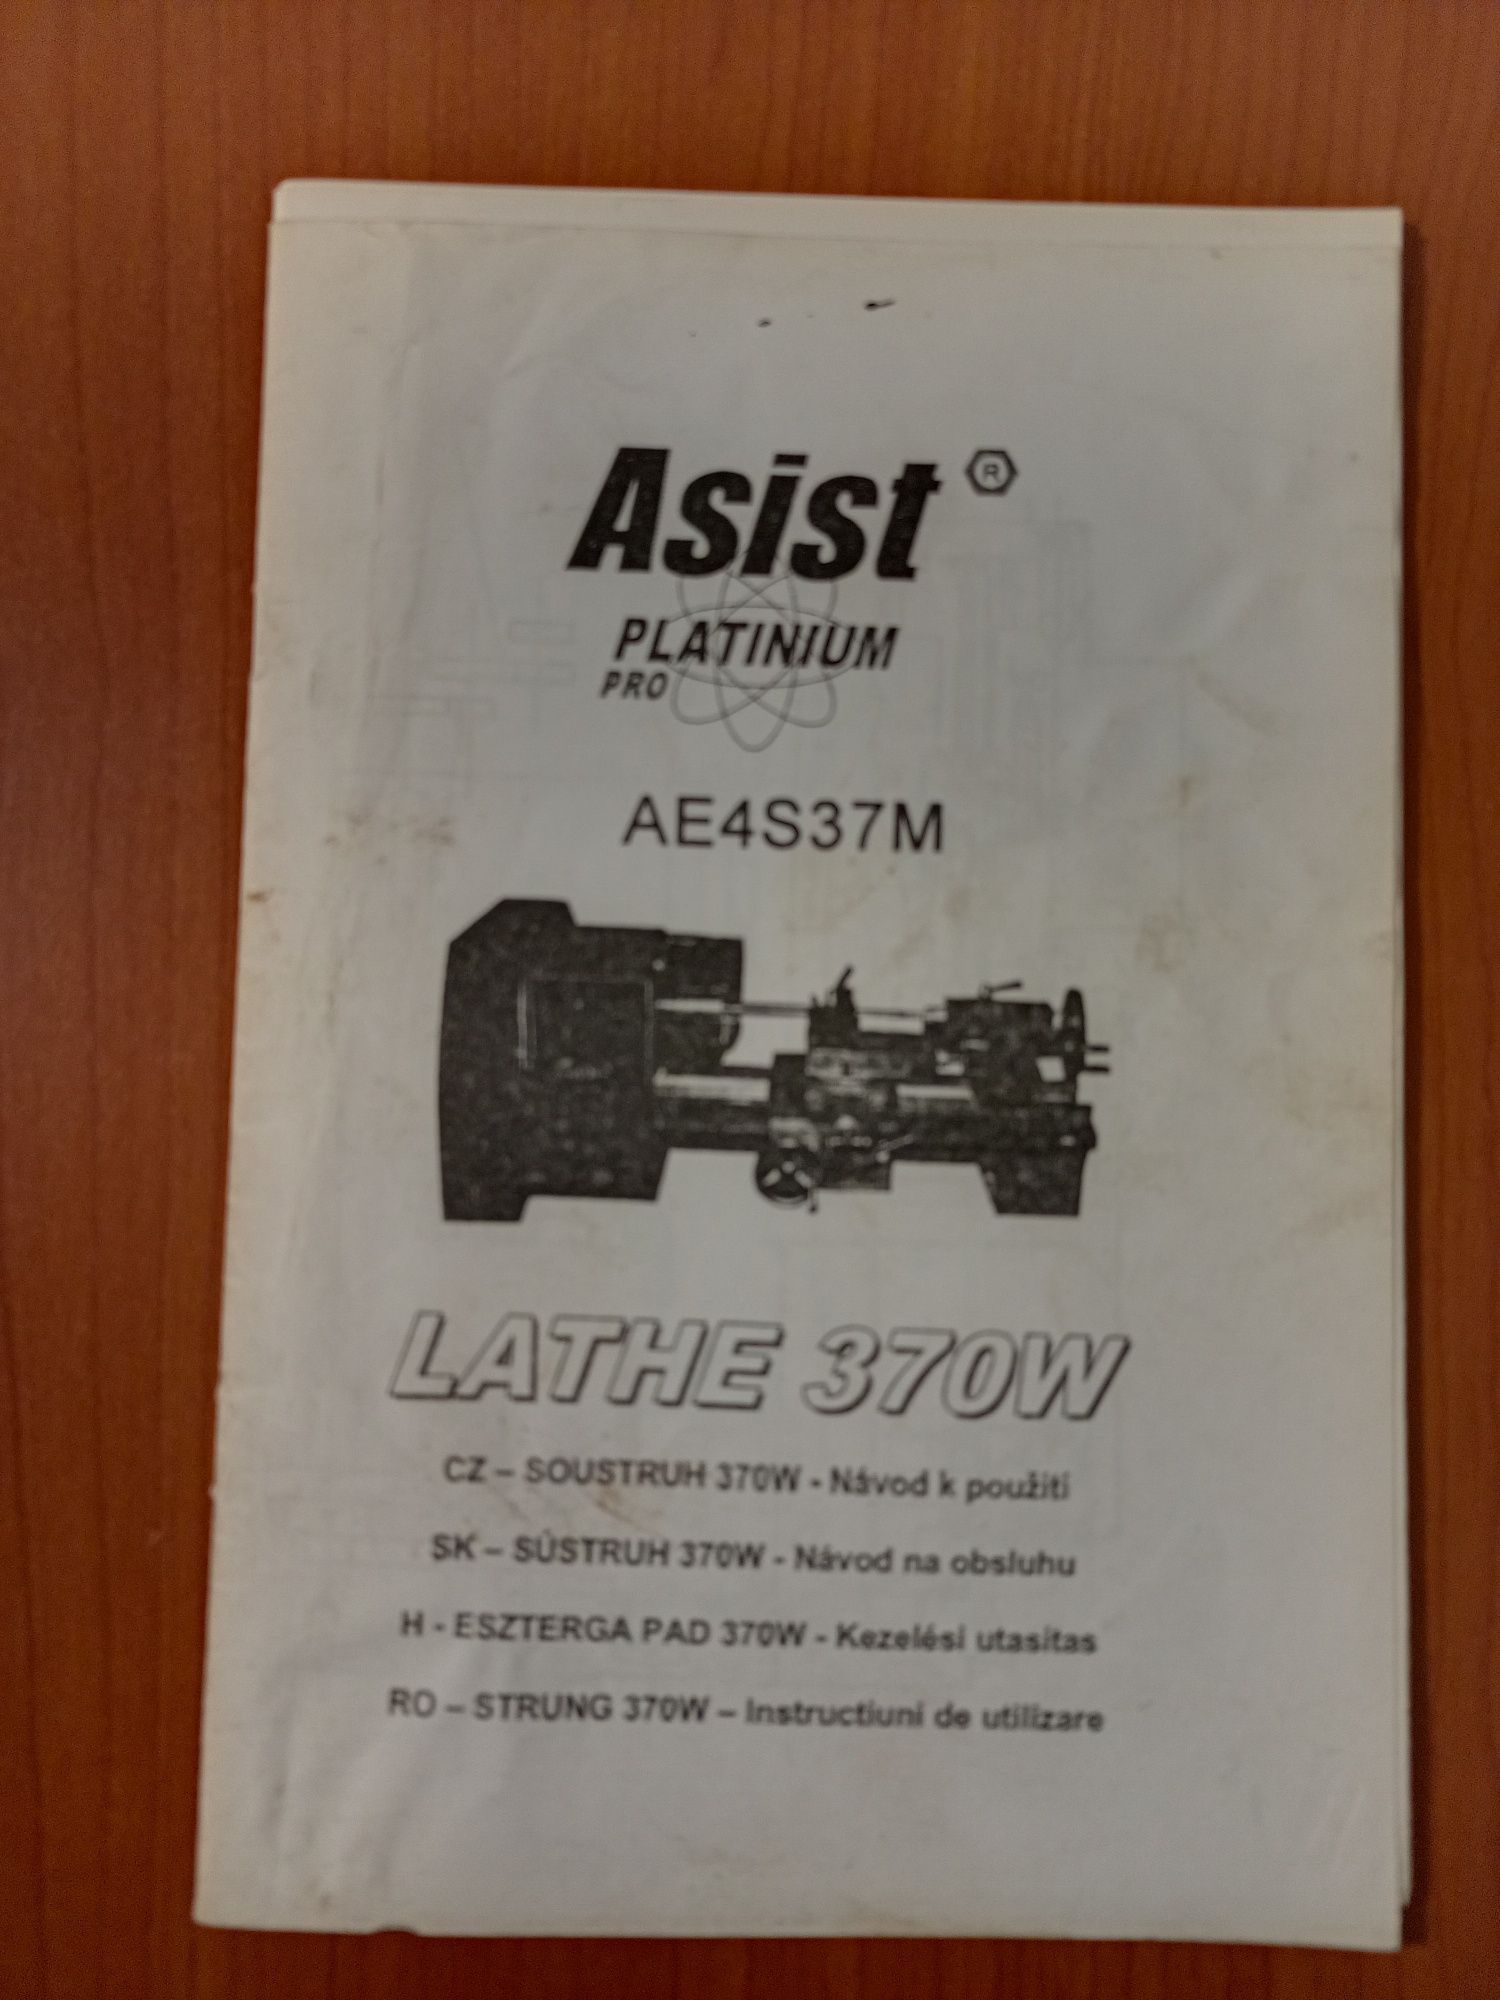 Asist ®
PLATINIUM
PRO
AE4S37M
LATHE 370W
CZ – SOUSTRUH 370W - Návod k použití
SK – SÚSTRUH 370W - Návod na obsluhu
H - ESZTERGA PAD 370W - Kezelési utasitas
RO – STRUNG 370W – Instructiuni de utilizare